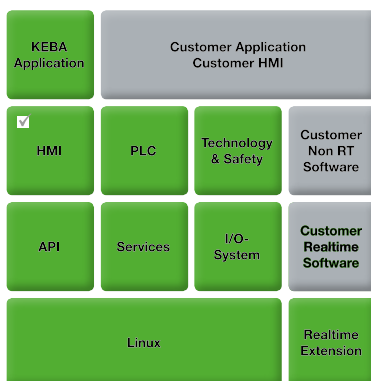 KEBA
Application
Customer Application
Customer HMI
HMI
PLC
Technology
& Safety
Customer
Non RT
Software
API
Services
I/O-
System
Customer
Realtime
Software
Linux
Realtime
Extension